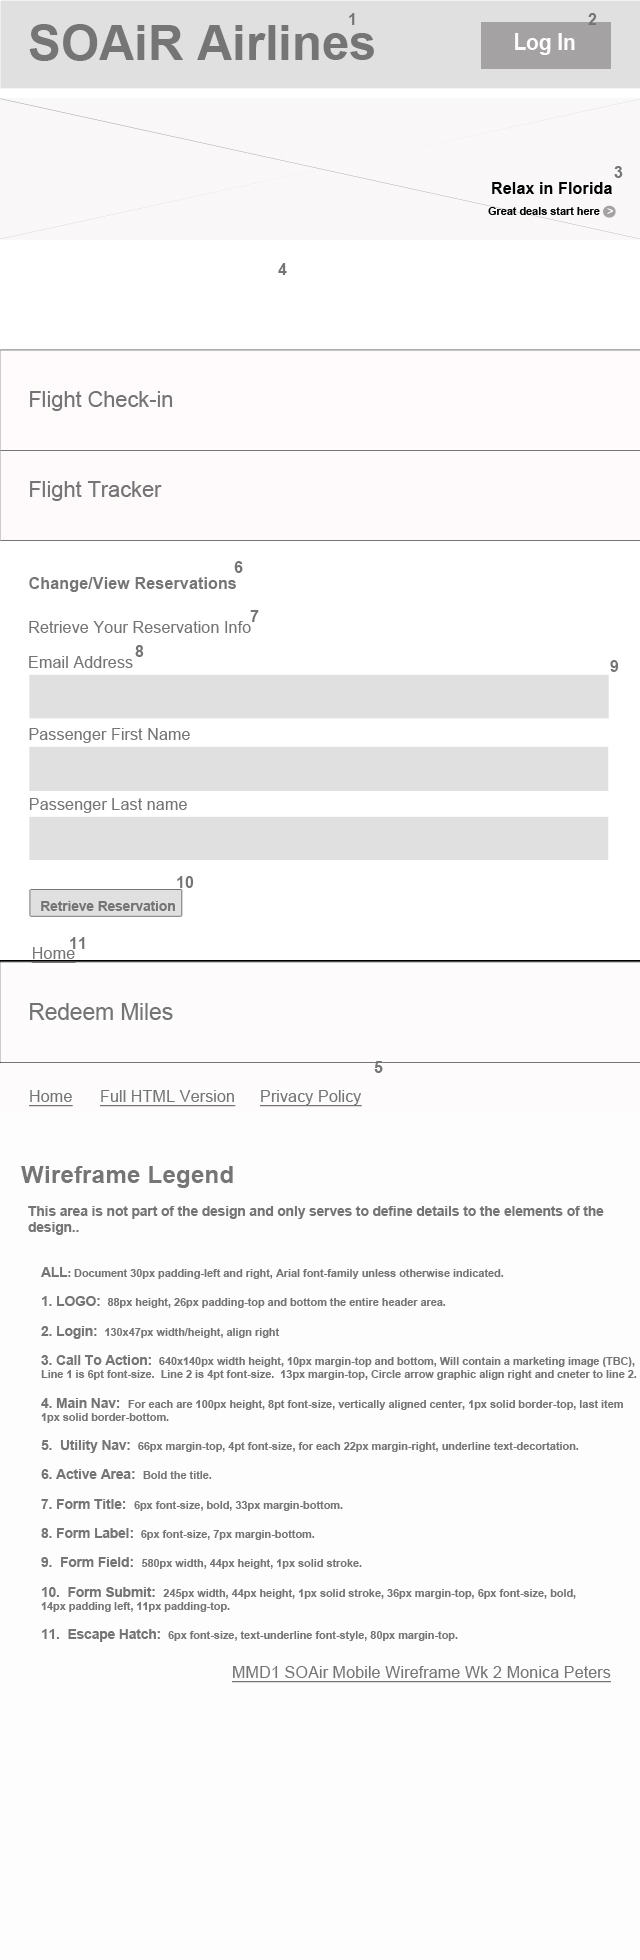 SOAiR Airlines 1
Log In 2
3
Relax in Florida
Great deals start here >
4
Flight Check-in
Flight Tracker
Change/View Reservations 6
Retrieve Your Reservation Info 7
Email Address 8
9
Passenger First Name
Passenger Last name
10
Retrieve Reservation
Home 11
Redeem Miles
5
Home Full HTML Version Privacy Policy
Wireframe Legend
This area is not part of the design and only serves to define details to the elements of the
design..
ALL: Document 30px padding-left and right, Arial font-family unless otherwise indicated.
1. LOGO: 88px height, 26px padding-top and bottom the entire header area.
2. Login: 130x47px width/height, align right
3. Call To Action: 640x140px width height, 10px margin-top and bottom, Will contain a marketing image (TBC),
Line 1 is 6pt font-size. Line 2 is 4pt font-size. 13px margin-top, Circle arrow graphic align right and cneter to line 2.
4. Main Nav: For each are 100px height, 8pt font-size, vertically aligned center, 1px solid border-top, last item
1px solid border-bottom.
5. Utility Nav: 66px margin-top, 4pt font-size, for each 22px margin-right, underline text-decortation.
6. Active Area: Bold the title.
7. Form Title: 6px font-size, bold, 33px margin-bottom.
8. Form Label: 6px font-size, 7px margin-bottom.
9. Form Field: 580px width, 44px height, 1px solid stroke.
10. Form Submit: 245px width, 44px height, 1px solid stroke, 36px margin-top, 6px font-size, bold,
14px padding left, 11px padding-top.
11. Escape Hatch: 6px font-size, text-underline font-style, 80px margin-top.
MMD1 SOAir Mobile Wireframe Wk 2 Monica Peters